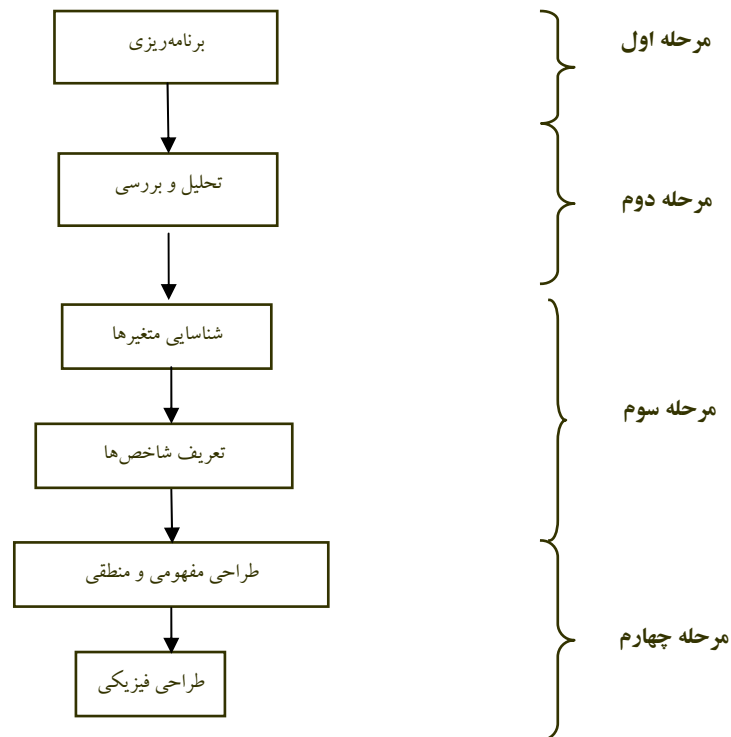 مرحله اول
برنامه‌ریزی
تحلیل و بررسی
مرحله دوم
شناسایی متغیرها
مرحله سوم
تعریف شاخص‌ها
طراحی مفهومی و منطقی
مرحله چهارم
طراحی فیزیکی